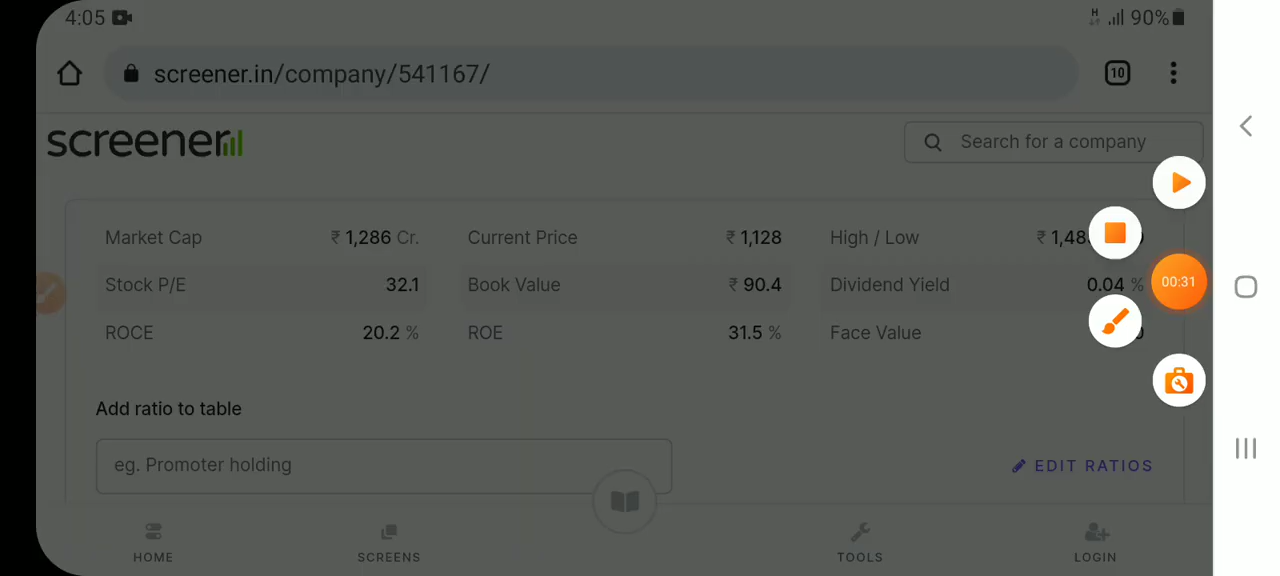 4:05 90%
screener.in/company/541167/ 10
screener Search for a company
Market Cap ₹ 1,286 Cr. Current Price ₹ 1,128 High / Low ₹ 1,48
Stock P/E 32.1 Book Value ₹ 90.4 Dividend Yield 0.04 % 00:31
ROCE 20.2 % ROE 31.5 % Face Value
Add ratio to table
eg. Promoter holding EDIT RATIOS
HOME SCREENS TOOLS LOGIN